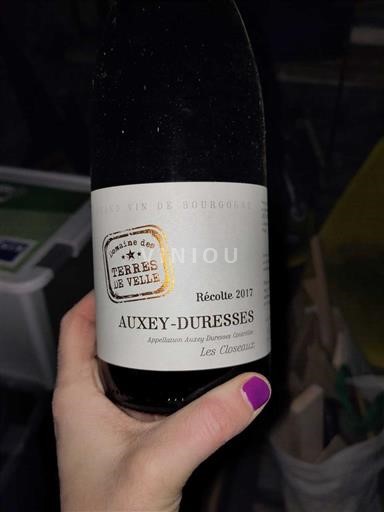 GRAND VIN DE BOURGOGNE
Domaine des
TERRES
DE VELLE
VINIOU
Récolte 2017
AUXEY-DURESSES
Appellation Auxey Duresses Contrôlée
Les Closeaux